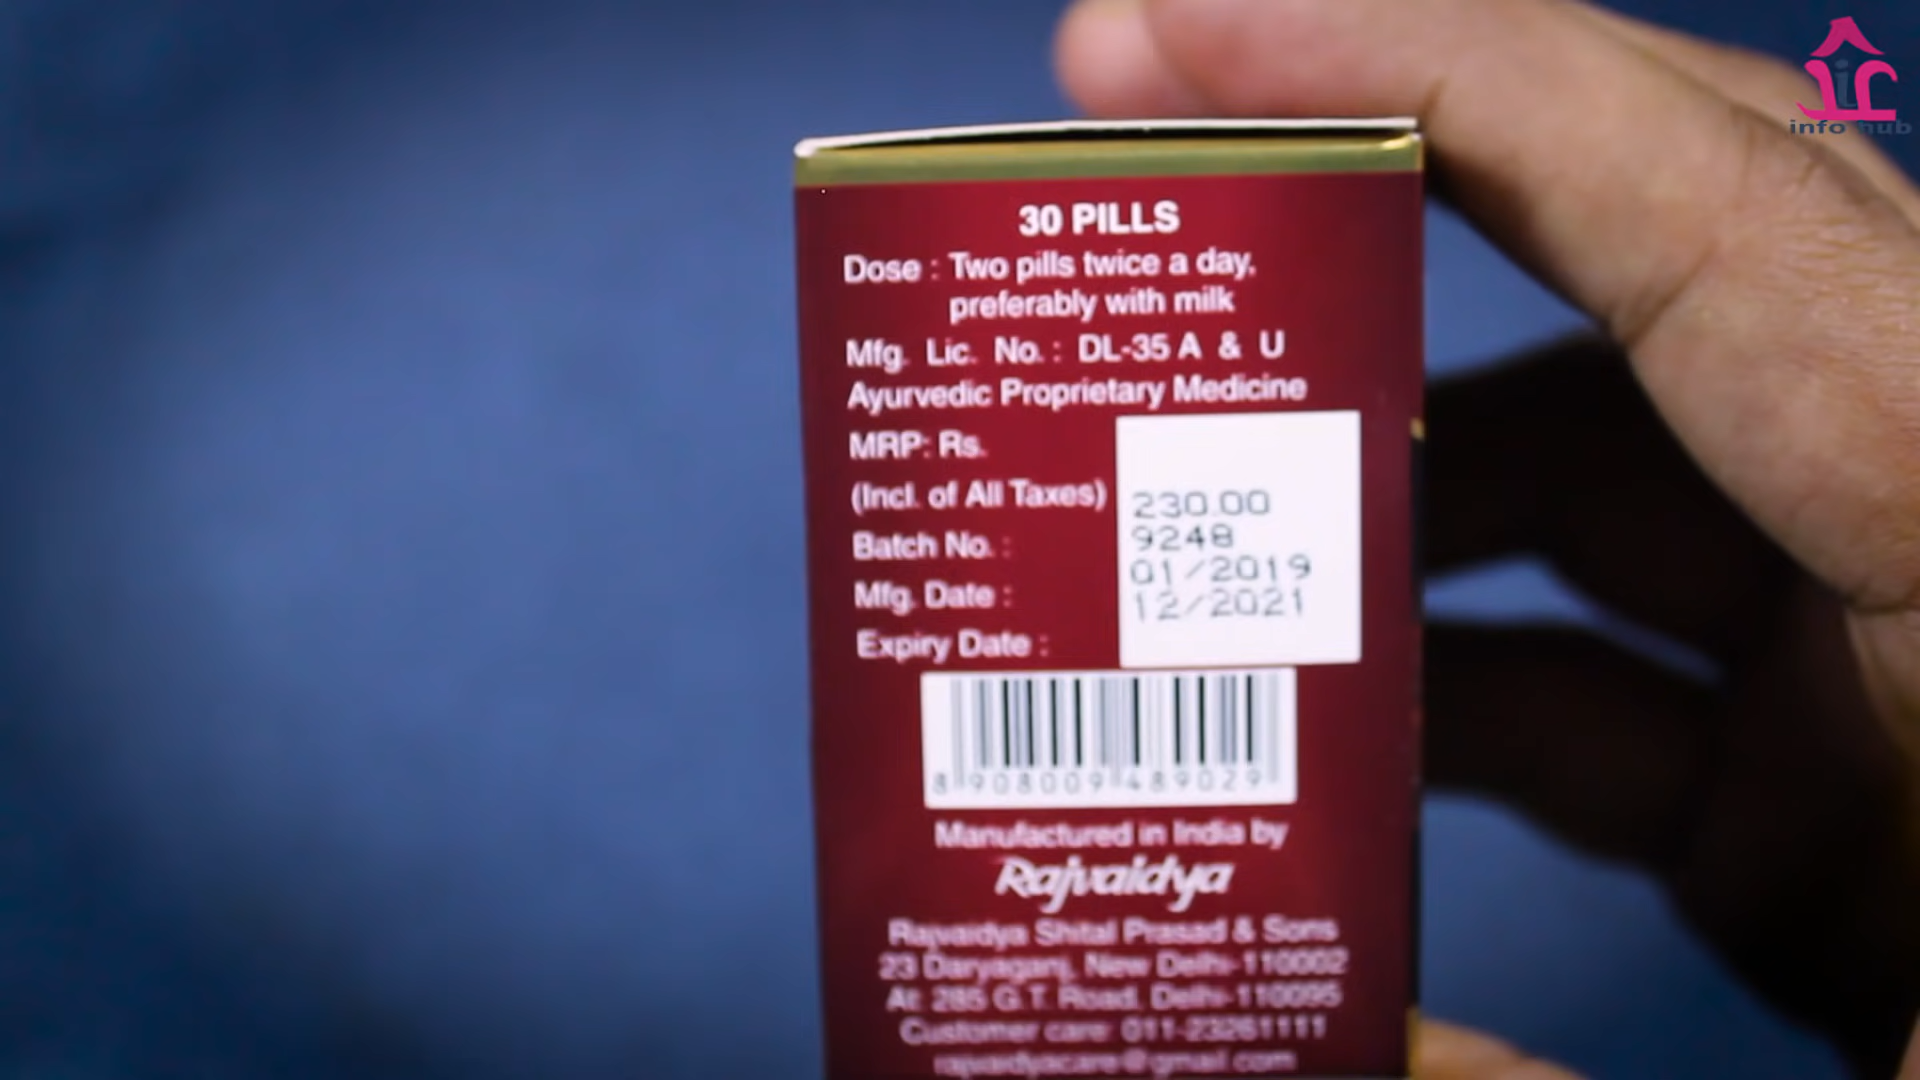 info hub
30 PILLS
Dose : Two pills twice a day,
preferably with milk
Mfg. Lic. No. : DL-35 A & U
Ayurvedic Proprietary Medicine
MRP: Rs.
(Incl. of All Taxes) 230.00
Batch No. : 9248
Mfg. Date : 01/2019
Expiry Date : 12/2021
8 908009 489029
Manufactured in India by
Rajvaidya
Rajvaidya Shital Prasad & Sons
23 Daryaganj, New Delhi-110002
At: 285 G.T. Road, Delhi-110095
Customer care: 011-23261111
rajvaidyacare@gmail.com